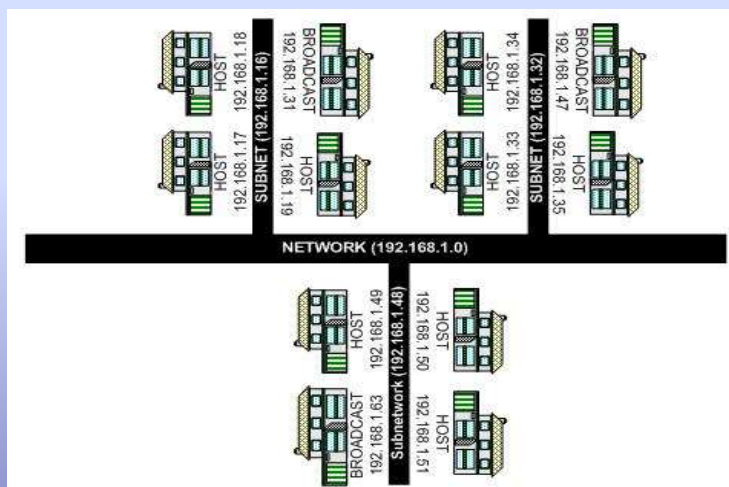 HOST
192.168.1.18
SUBNET (192.168.1.16)
BROADCAST
192.168.1.31
HOST
192.168.1.34
SUBNET (192.168.1.32)
BROADCAST
192.168.1.47
HOST
192.168.1.17
HOST
192.168.1.19
HOST
192.168.1.33
HOST
192.168.1.35
NETWORK (192.168.1.0)
HOST
192.168.1.49
Subnetwork (192.168.1.48)
HOST
192.168.1.50
BROADCAST
192.168.1.63
HOST
192.168.1.51